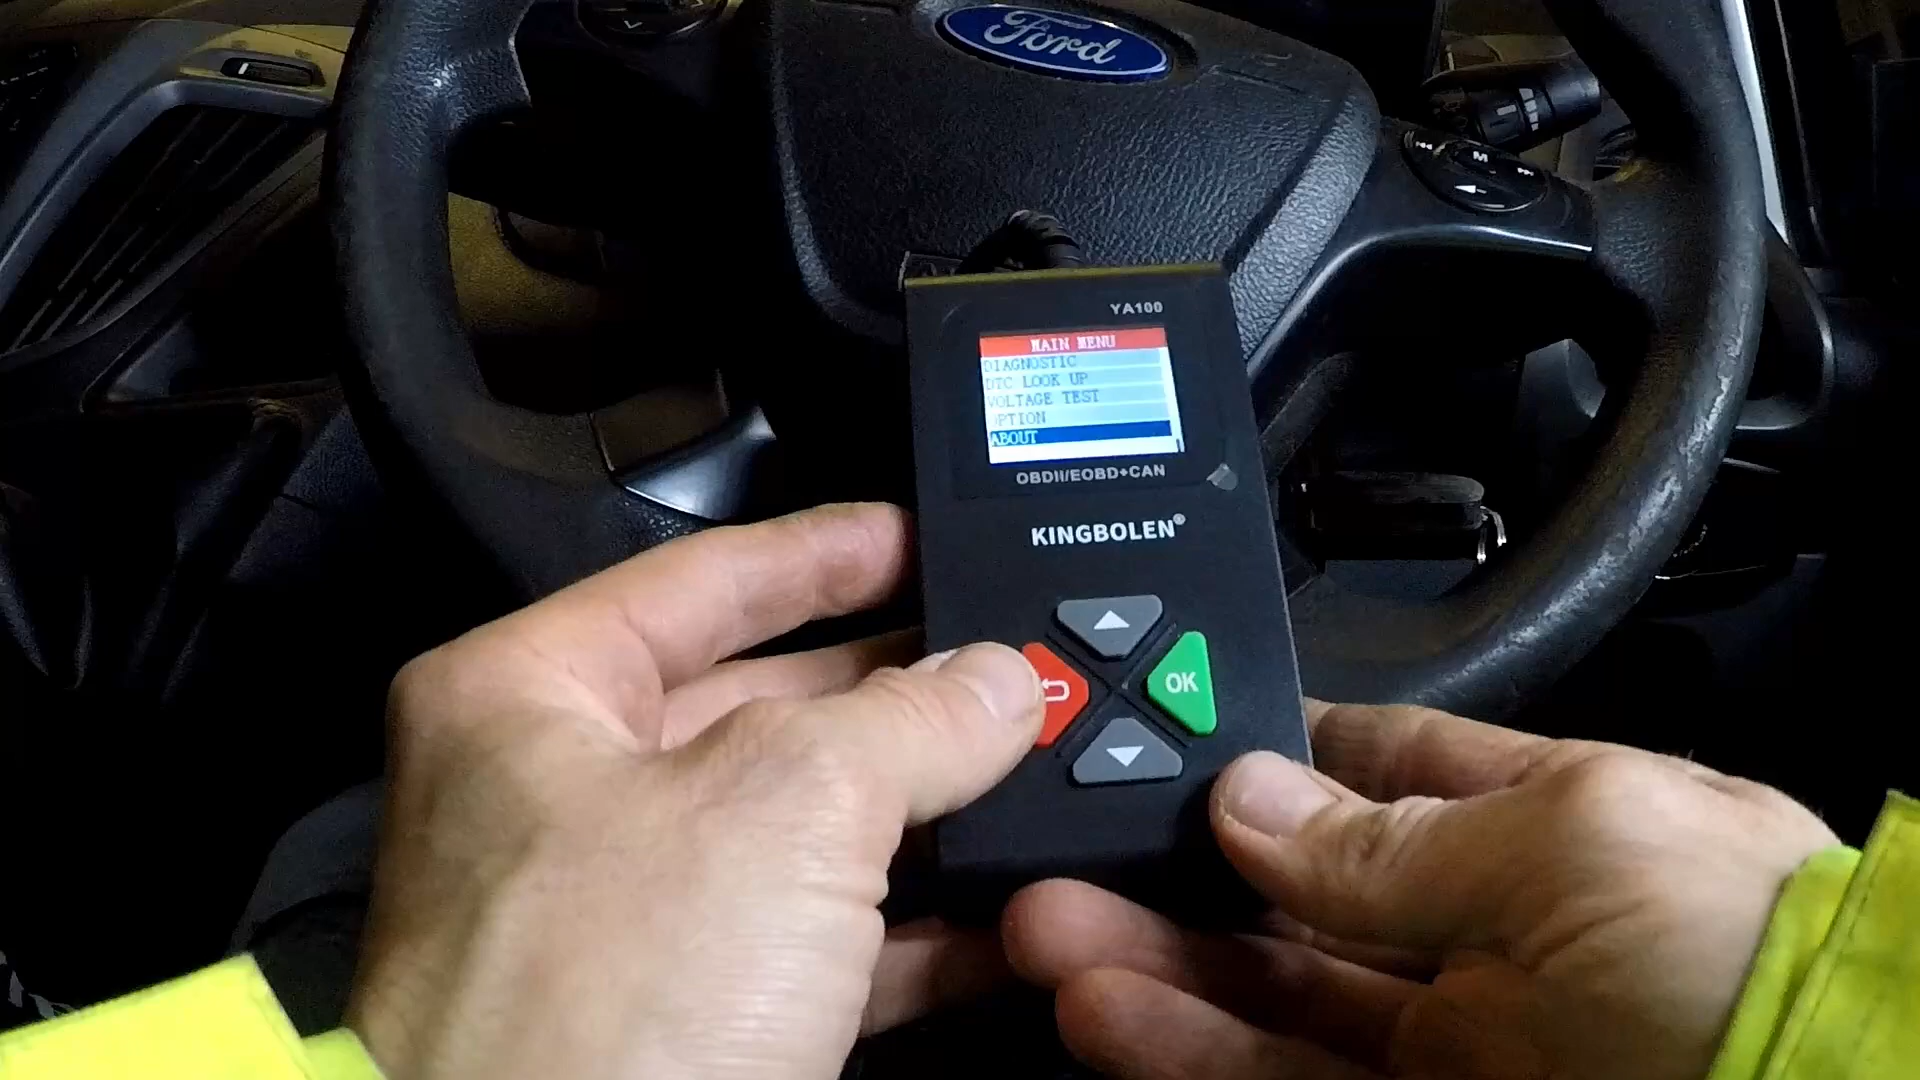 Ford
M
YA100
MAIN MENU
DIAGNOSTIC
DTC LOOK UP
VOLTAGE TEST
OPTION
ABOUT
OBDII/EOBD+CAN
KINGBOLEN®
OK